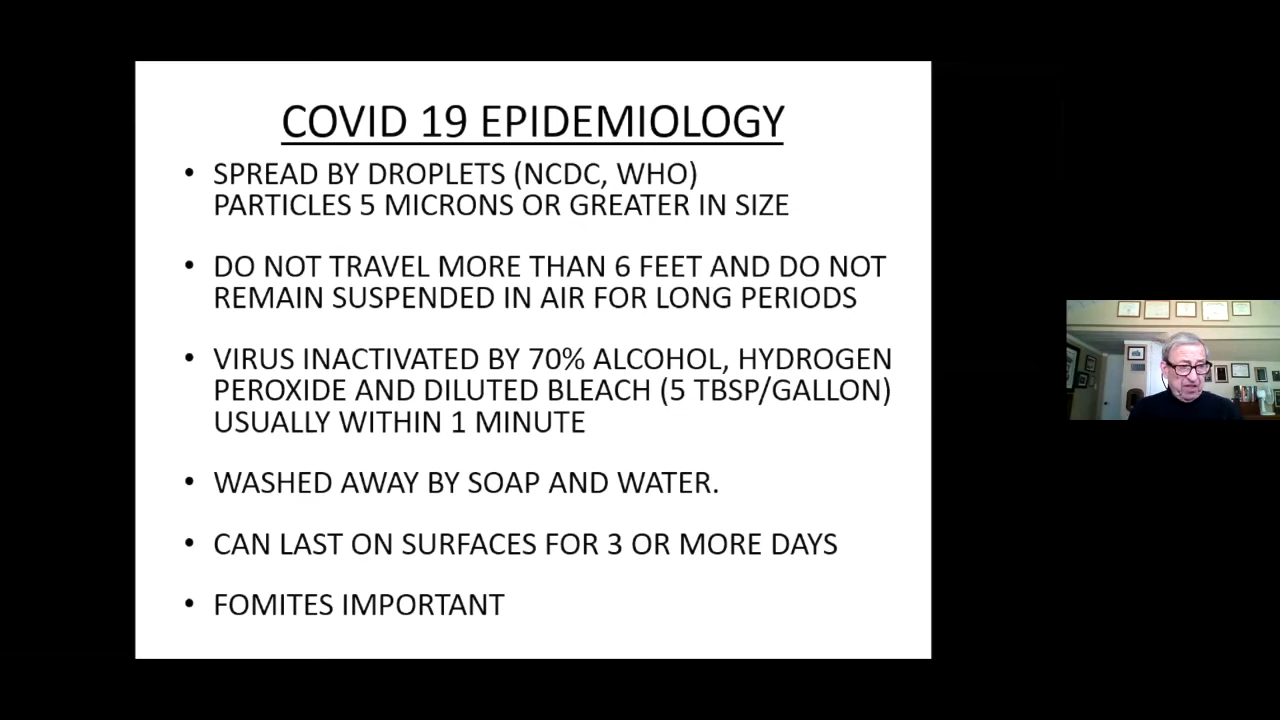 COVID 19 EPIDEMIOLOGY
• SPREAD BY DROPLETS (NCDC, WHO)
PARTICLES 5 MICRONS OR GREATER IN SIZE
• DO NOT TRAVEL MORE THAN 6 FEET AND DO NOT
REMAIN SUSPENDED IN AIR FOR LONG PERIODS
• VIRUS INACTIVATED BY 70% ALCOHOL, HYDROGEN
PEROXIDE AND DILUTED BLEACH (5 TBSP/GALLON)
USUALLY WITHIN 1 MINUTE
• WASHED AWAY BY SOAP AND WATER.
• CAN LAST ON SURFACES FOR 3 OR MORE DAYS
• FOMITES IMPORTANT